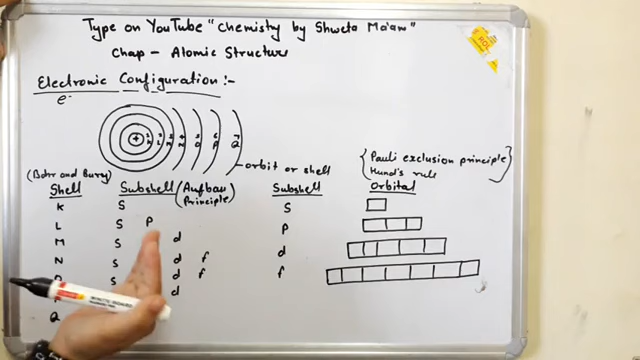 Type on YouTube "Chemistry by Shweta Ma'am"
Chap - Atomic Structure
Electronic Configuration :-
e⁻
+
orbit or shell
{Pauli exclusion principle
Hund's rule}
(Bohr and Bury)
Shell Subshell (Aufbau Principle) Subshell Orbital
K S S
L S P P
M S d d
N S d f f
O S d f
P d
Q